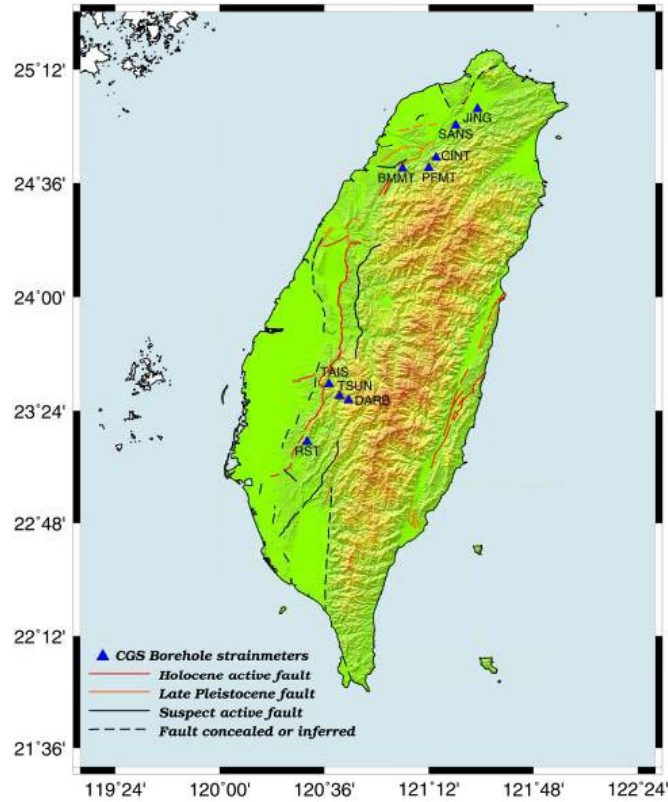 25˚12'
JING
SANS
CINT
24˚36'
BMMT
PFMT
24˚00'
TAIS
TSUN
23˚24'
DARB
RST
22˚48'
22˚12'
CGS Borehole strainmeters
Holocene active fault
Late Pleistocene fault
Suspect active fault
Fault concealed or inferred
21˚36'
119˚24'
120˚00'
120˚36'
121˚12'
121˚48'
122˚24'